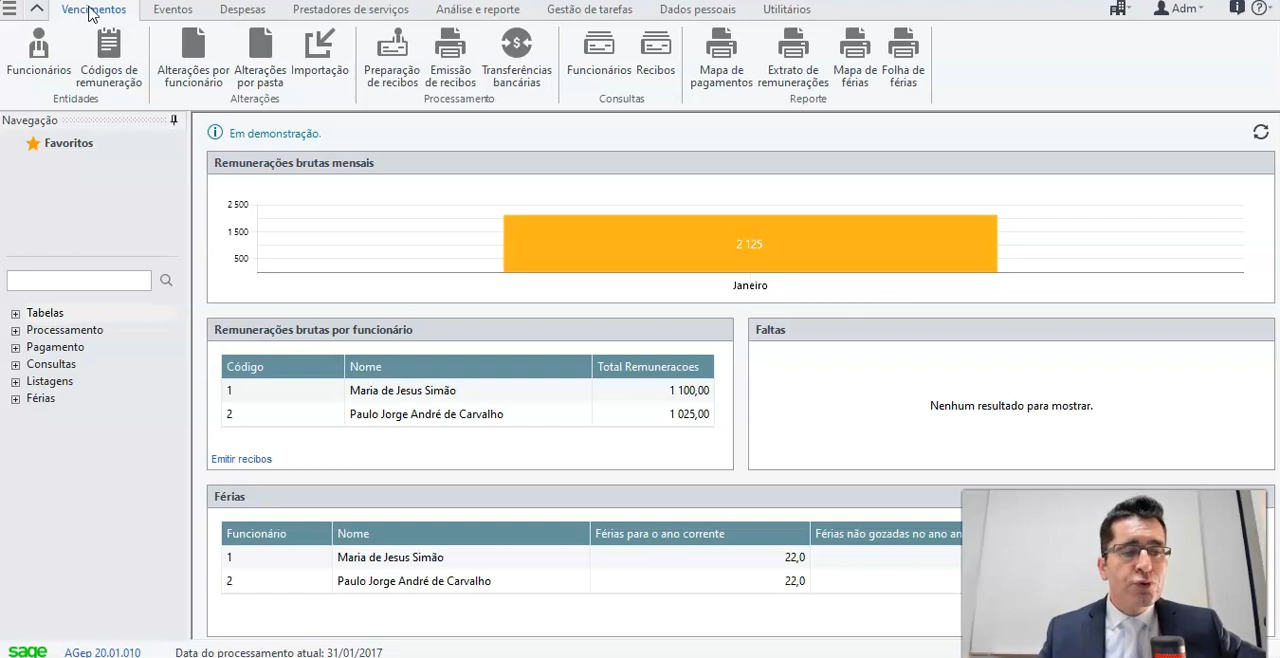 Vencimentos Eventos Despesas Prestadores de serviços Análise e reporte Gestão de tarefas Dados pessoais Utilitários Adm
Funcionários Códigos de remuneração
Entidades
Alterações por funcionário Alterações por pasta Importação
Alterações
Preparação de recibos Emissão de recibos Transferências bancárias
Processamento
Funcionários Recibos
Consultas
Mapa de pagamentos Extrato de remunerações Mapa de férias Folha de férias
Reporte
Navegação
Favoritos
Tabelas
Processamento
Pagamento
Consultas
Listagens
Férias
Em demonstração.
Remunerações brutas mensais
2 500
1 500
500
2 125
Janeiro
Remunerações brutas por funcionário
Código Nome Total Remuneracoes
1 Maria de Jesus Simão 1 100,00
2 Paulo Jorge André de Carvalho 1 025,00
Emitir recibos
Faltas
Nenhum resultado para mostrar.
Férias
Funcionário Nome Férias para o ano corrente Férias não gozadas no ano an
1 Maria de Jesus Simão 22,0
2 Paulo Jorge André de Carvalho 22,0
sage AGep 20.01.010 Data do processamento atual: 31/01/2017